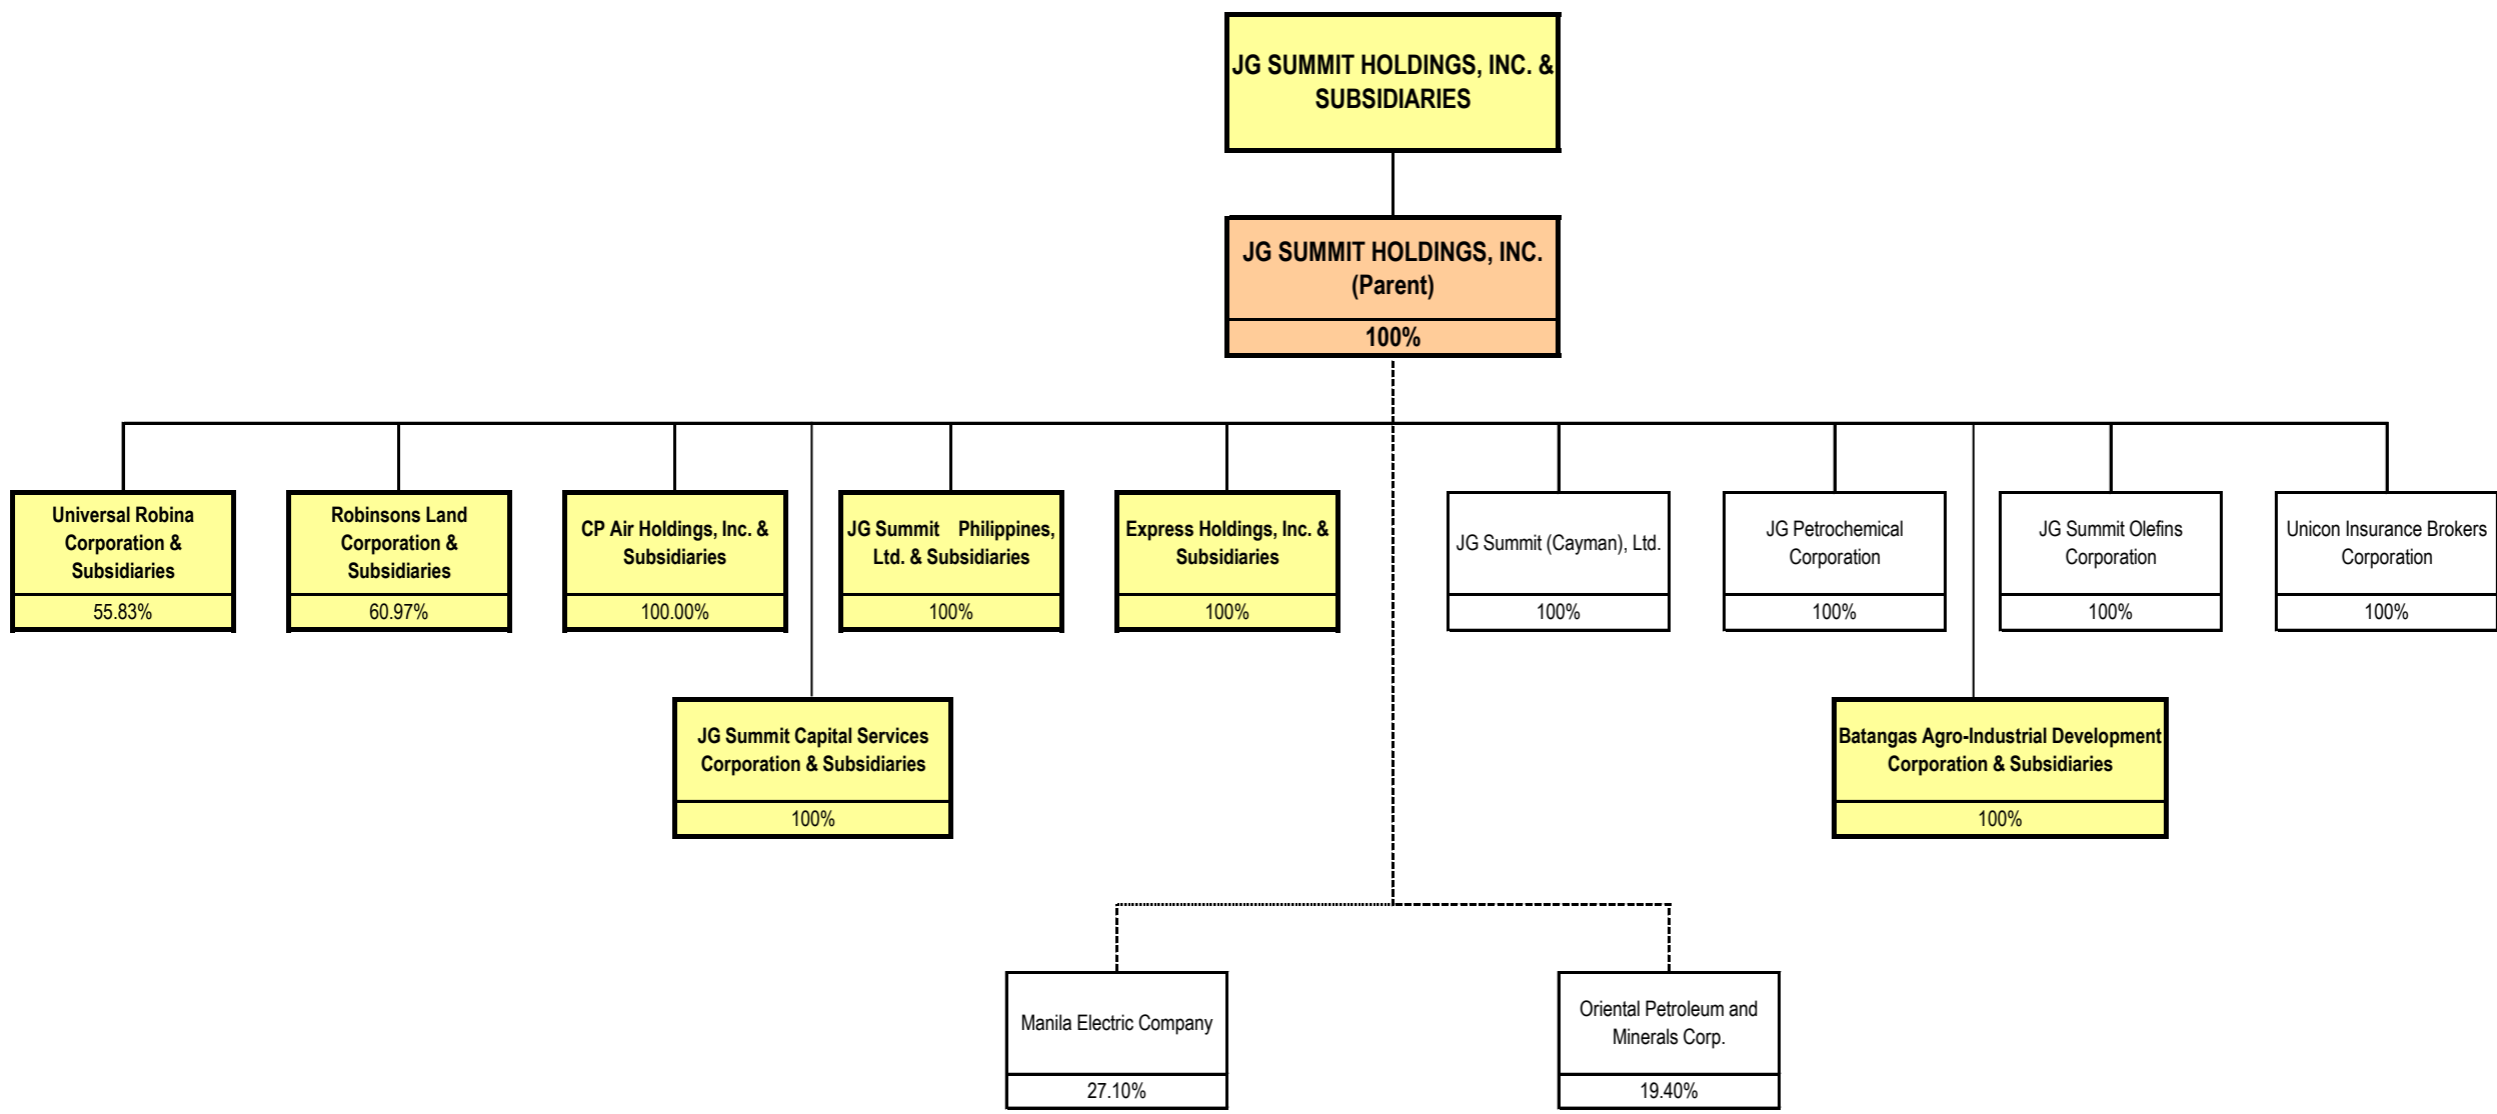 JG SUMMIT HOLDINGS, INC. &
SUBSIDIARIES
JG SUMMIT HOLDINGS, INC.
(Parent)
100%
Universal Robina
Corporation &
Subsidiaries
55.83%
Robinsons Land
Corporation &
Subsidiaries
60.97%
CP Air Holdings, Inc. &
Subsidiaries
100.00%
JG Summit Philippines,
Ltd. & Subsidiaries
100%
Express Holdings, Inc. &
Subsidiaries
100%
JG Summit (Cayman), Ltd.
100%
JG Petrochemical
Corporation
100%
JG Summit Olefins
Corporation
100%
Unicon Insurance Brokers
Corporation
100%
JG Summit Capital Services
Corporation & Subsidiaries
100%
Batangas Agro-Industrial Development
Corporation & Subsidiaries
100%
Manila Electric Company
27.10%
Oriental Petroleum and
Minerals Corp.
19.40%